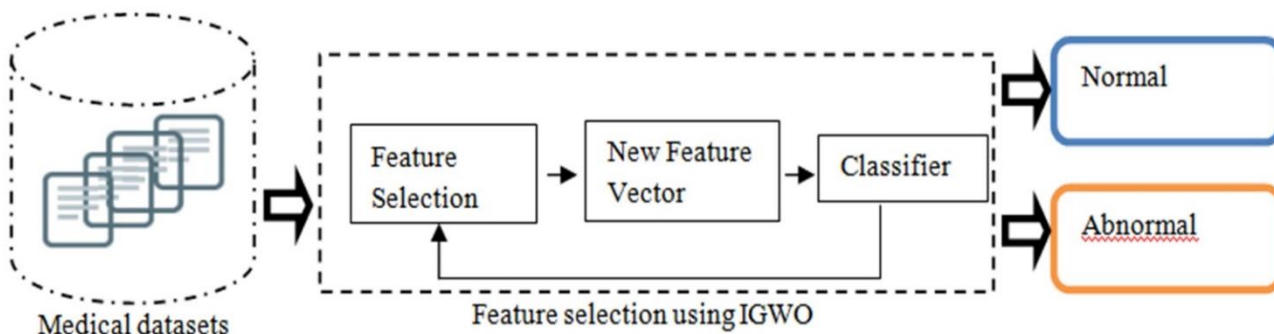 Medical datasets
Feature
Selection
New Feature
Vector
Classifier
Feature selection using IGWO
Normal
Abnormal